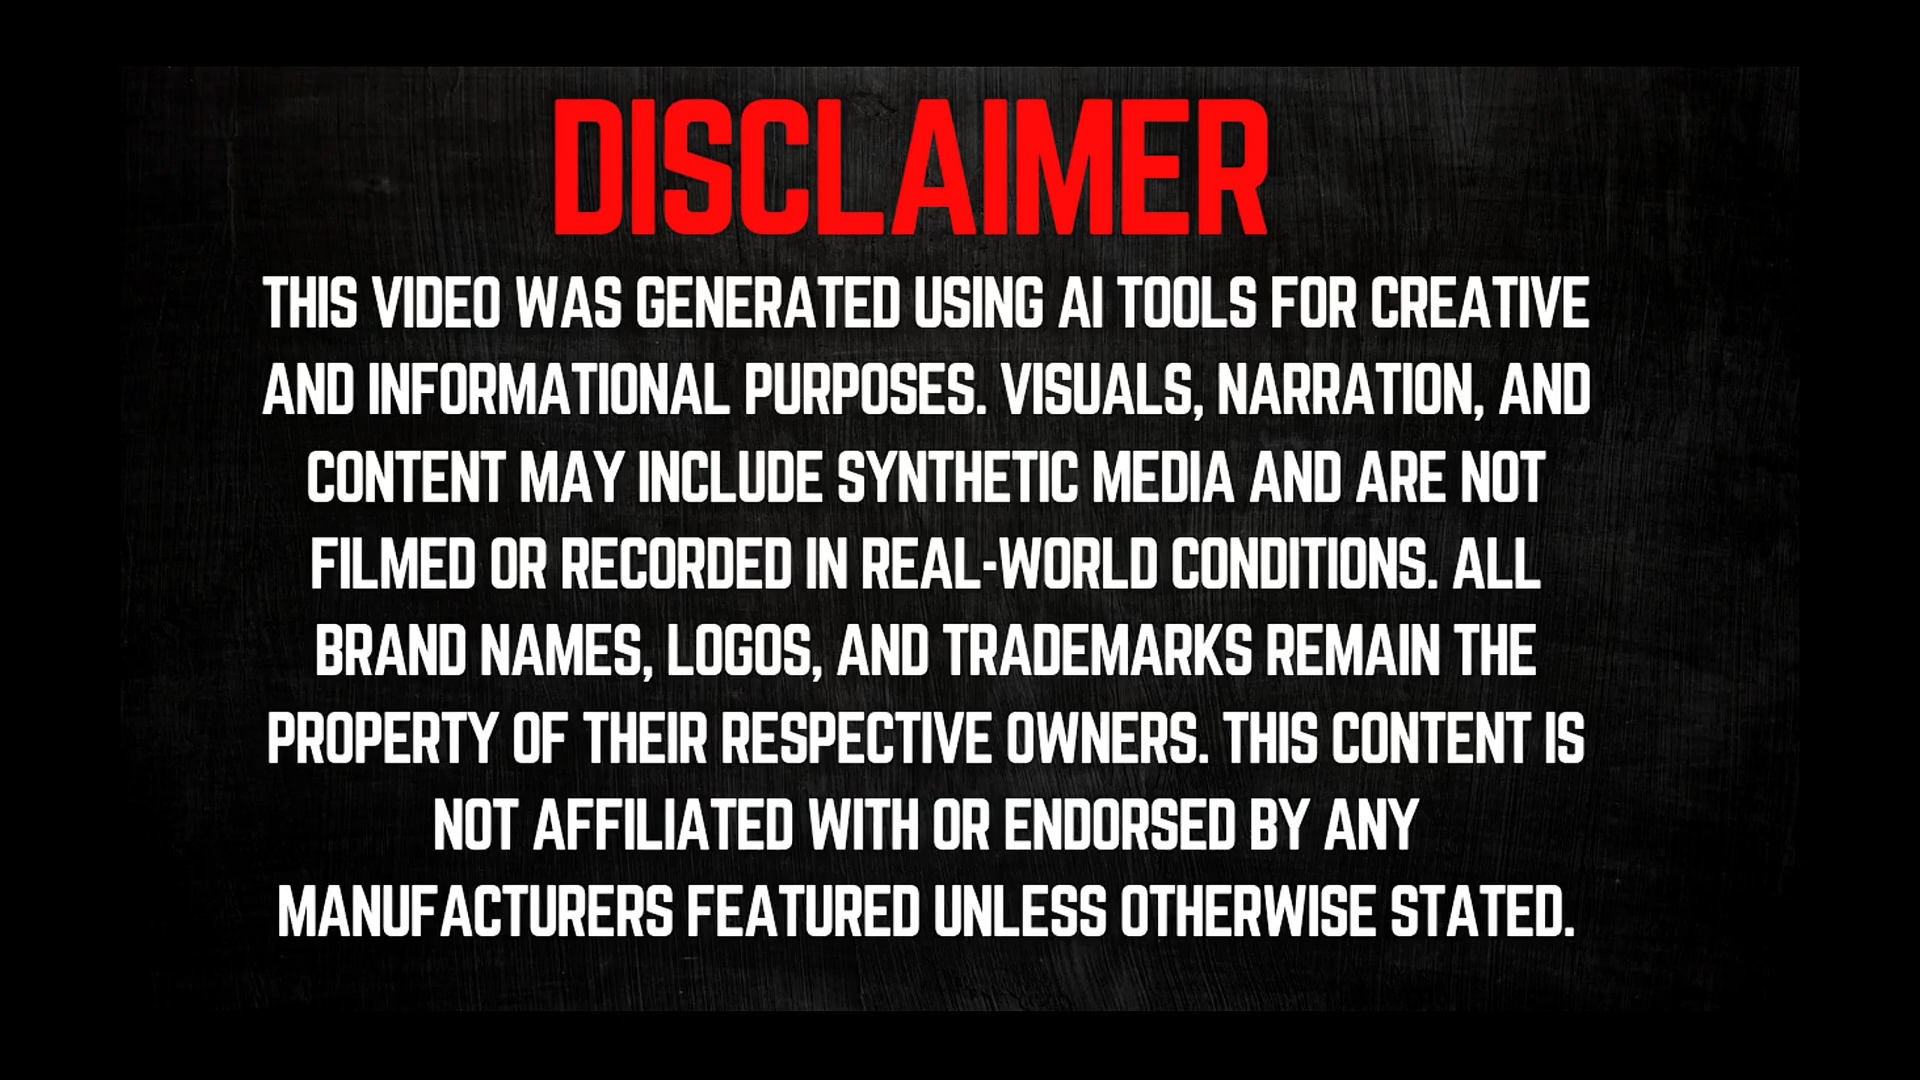 DISCLAIMER
THIS VIDEO WAS GENERATED USING AI TOOLS FOR CREATIVE
AND INFORMATIONAL PURPOSES. VISUALS, NARRATION, AND
CONTENT MAY INCLUDE SYNTHETIC MEDIA AND ARE NOT
FILMED OR RECORDED IN REAL-WORLD CONDITIONS. ALL
BRAND NAMES, LOGOS, AND TRADEMARKS REMAIN THE
PROPERTY OF THEIR RESPECTIVE OWNERS. THIS CONTENT IS
NOT AFFILIATED WITH OR ENDORSED BY ANY
MANUFACTURERS FEATURED UNLESS OTHERWISE STATED.